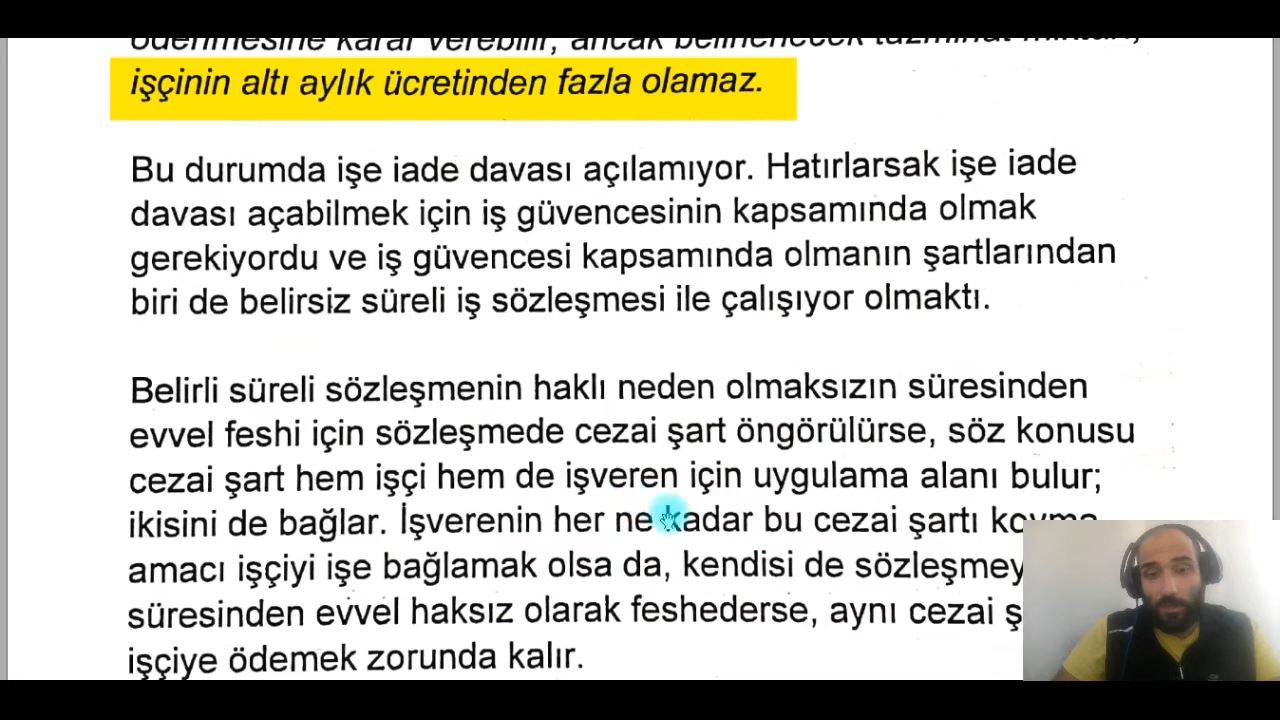 işçinin altı aylık ücretinden fazla olamaz.
Bu durumda işe iade davası açılamıyor. Hatırlarsak işe iade
davası açabilmek için iş güvencesinin kapsamında olmak
gerekiyordu ve iş güvencesi kapsamında olmanın şartlarından
biri de belirsiz süreli iş sözleşmesi ile çalışıyor olmaktı.
Belirli süreli sözleşmenin haklı neden olmaksızın süresinden
evvel feshi için sözleşmede cezai şart öngörülürse, söz konusu
cezai şart hem işçi hem de işveren için uygulama alanı bulur;
ikisini de bağlar. İşverenin her ne kadar bu cezai şartı
amacı işçiyi işe bağlamak olsa da, kendisi de
süresinden evvel haksız olarak feshederse, aynı cezai
işçiye ödemek zorunda kalır.